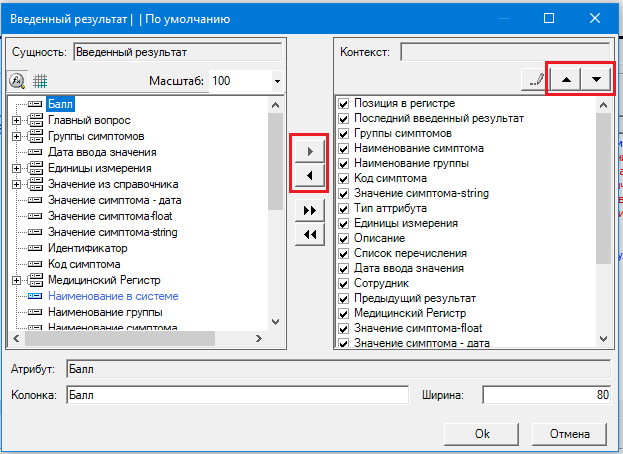 Введенный результат | | По умолчанию
Сущность: Введенный результат
Контекст:
Масштаб: 100
Балл
Главный вопрос
Группы симптомов
Дата ввода значения
Единицы измерения
Значение из справочника
Значение симптома - дата
Значение симптома-float
Значение симптома-string
Идентификатор
Код симптома
Медицинский Регистр
Наименование в системе
Наименование группы
Наименование симптома
Позиция в регистре
Последний введенный результат
Группы симптомов
Наименование симптома
Наименование группы
Код симптома
Значение симптома-string
Тип аттрибута
Единицы измерения
Описание
Список перечисления
Дата ввода значения
Сотрудник
Предыдущий результат
Медицинский Регистр
Значение симптома-float
Значение симптома - дата
Атрибут: Балл
Колонка: Балл
Ширина: 80
Ok
Отмена